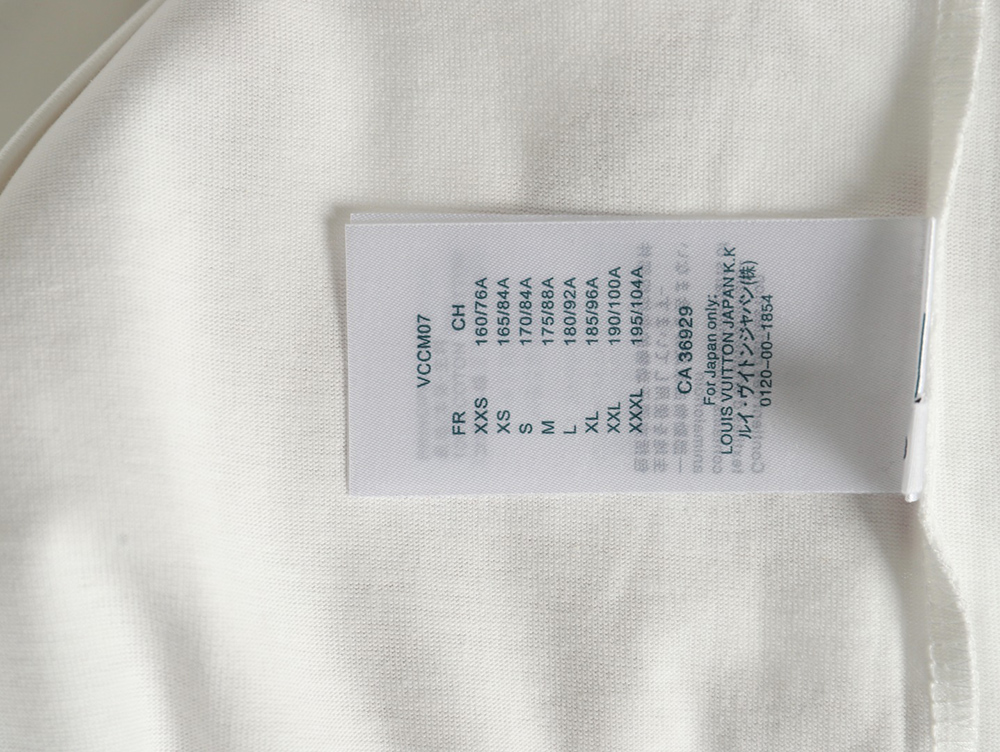 VCCM07
FR CH
XXS 160/76A
XS 165/84A
S 170/84A
M 175/88A
L 180/92A
XL 185/96A
XXL 190/100A
XXXL 195/104A
CA 36929
For Japan only:
LOUIS VUITTON JAPAN K.K
ルイ・ヴィトンジャパン(株)
0120-00-1854